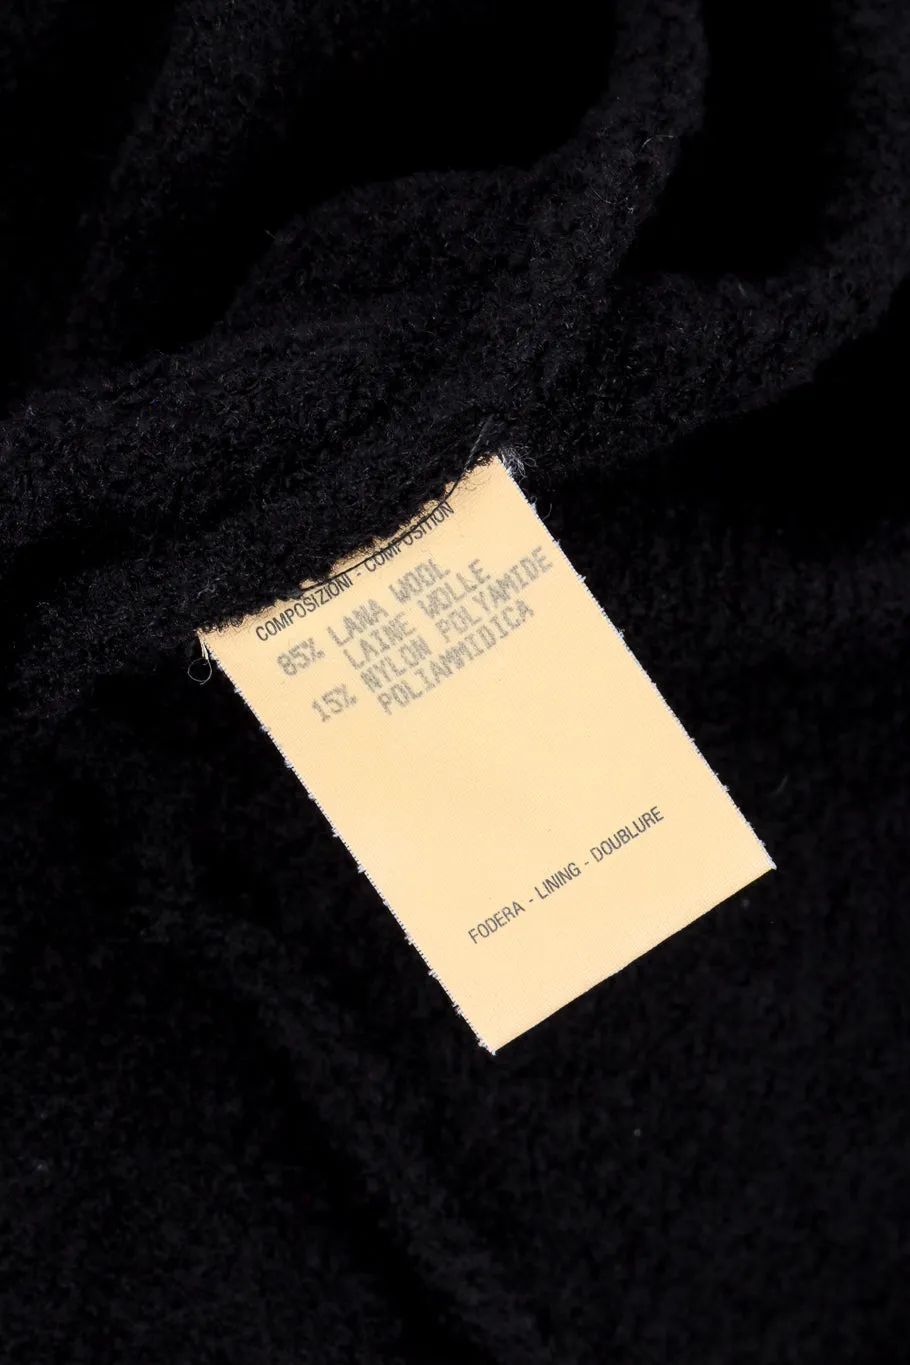 COMPOSIZIONI - COMPOSITION
85% LANA WOOL
LAINE WOLLE
15% NYLON POLYAMIDE
POLIAMMIDICA
FODERA - LINING - DOUBLURE